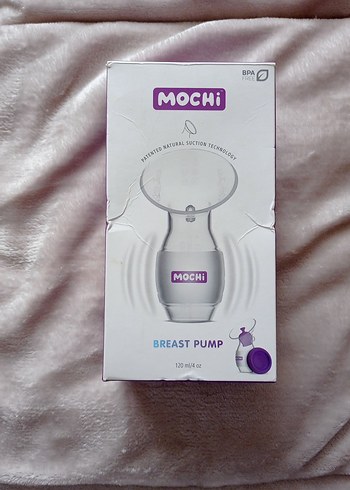 BPA
FREE
MOCHi
PATENTED NATURAL SUCTION TECHNOLOGY
MOCHi
BREAST PUMP
120 ml/4 oz